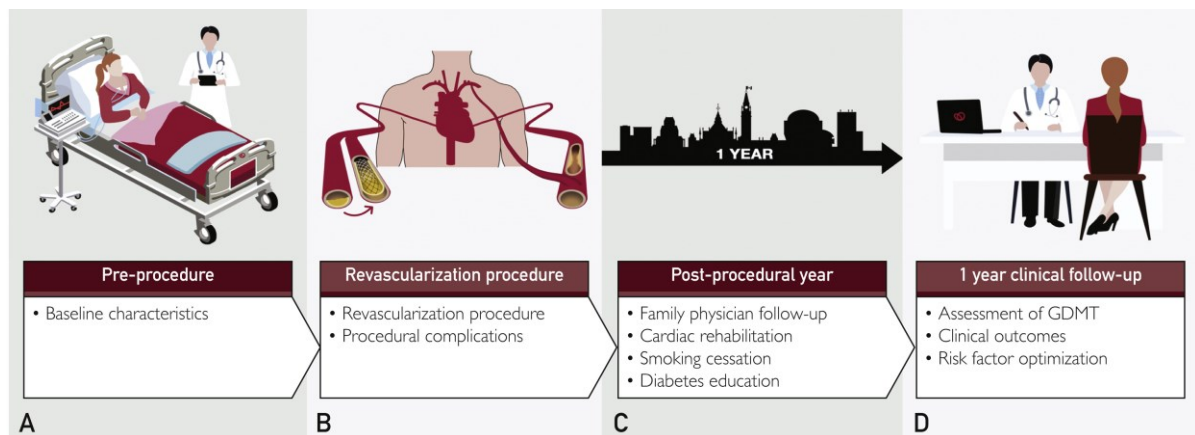 1 YEAR
Pre-procedure
• Baseline characteristics
A
Revascularization procedure
• Revascularization procedure
• Procedural complications
B
Post-procedural year
• Family physician follow-up
• Cardiac rehabilitation
• Smoking cessation
• Diabetes education
C
1 year clinical follow-up
• Assessment of GDMT
• Clinical outcomes
• Risk factor optimization
D